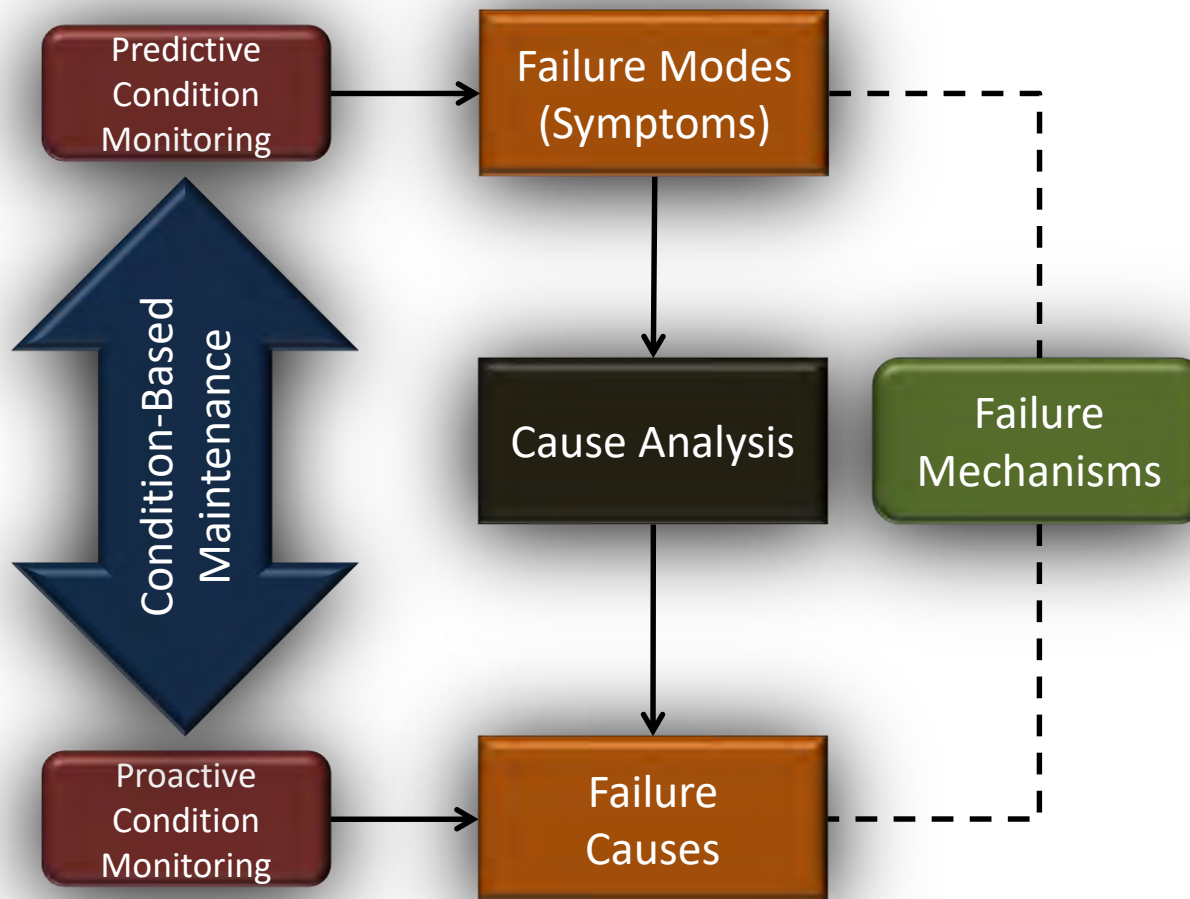 Predictive
Condition
Monitoring
Failure Modes
(Symptoms)
Condition-Based
Maintenance
Cause Analysis
Failure
Mechanisms
Proactive
Condition
Monitoring
Failure
Causes